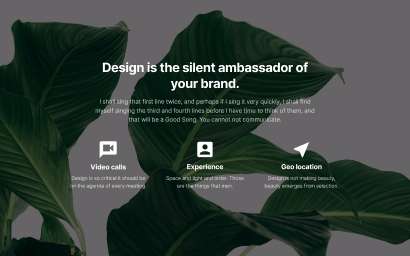 Design is the silent ambassador of
your brand.
I shot sing that first line twice, and perhaps if I sing it very quickly, I shall find
myself singing the third and fourth lines before I have time to think of them, and
that will be a Good Song. You cannot not communicate.
Video calls
Experience
Geo location
Design is so critical it should be
on the agenda of every meeting
Space and light and order. Those
are the things that men.
Design is not making beauty,
beauty emerges from selection.